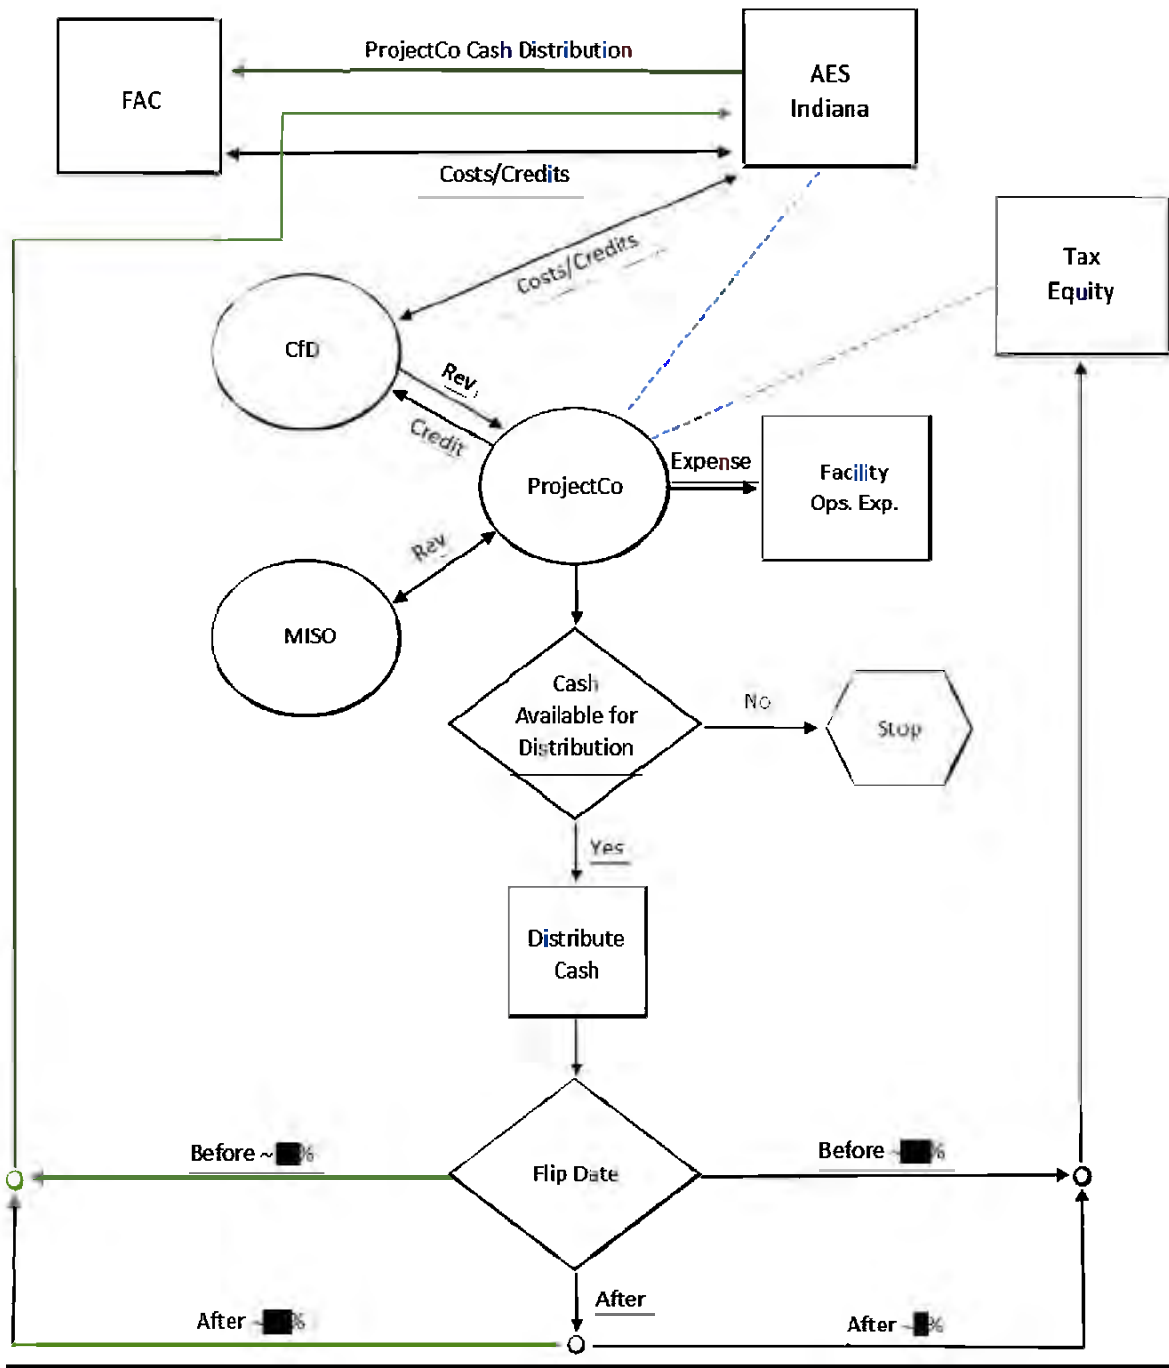 ProjectCo Cash Distribution
FAC
AES
Indiana
Costs/Credits
Costs/Credits
Tax
Equity
CfD
Rev.
Credit
ProjectCo
Expense
Facility
Ops. Exp.
Rev
MISO
Cash
Available for
Distribution
No
Stop
Yes
Distribute
Cash
Before ~ %
Flip Date
Before ~ %
After
After ~ %
After ~ %